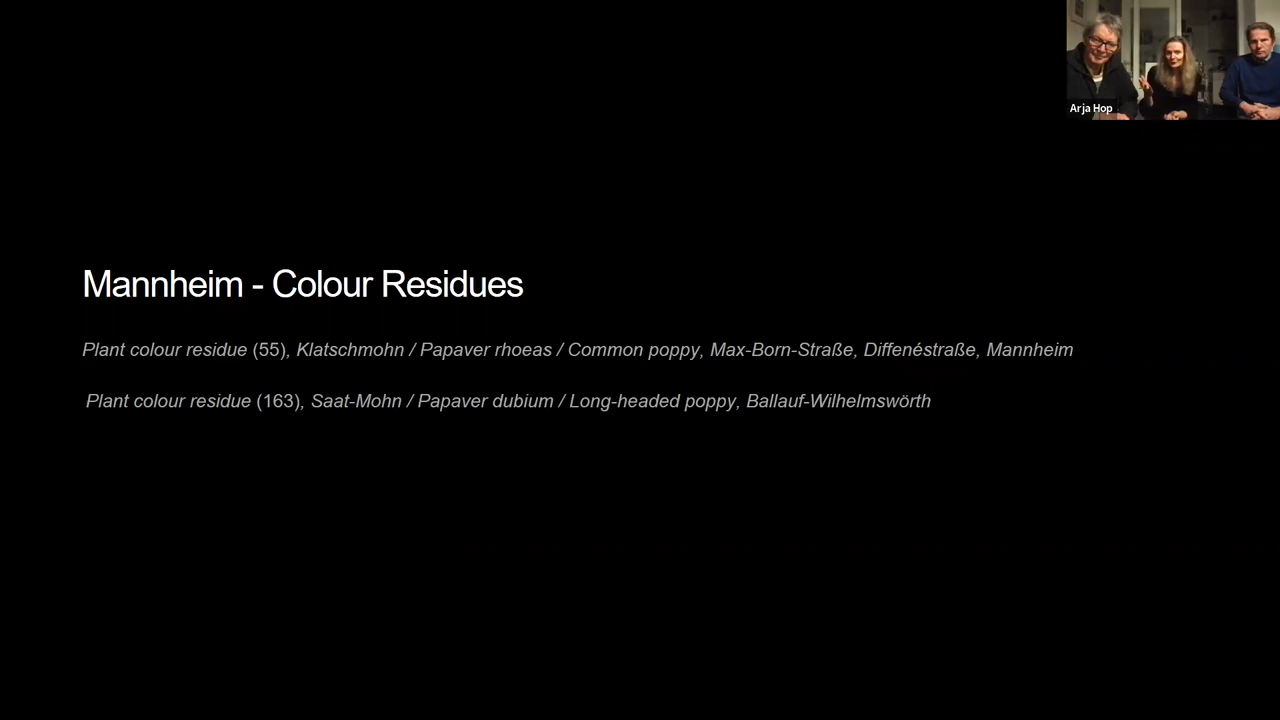 Arja Hop
Mannheim - Colour Residues
Plant colour residue (55), Klatschmohn / Papaver rhoeas / Common poppy, Max-Born-Straße, Diffenéstraße, Mannheim
Plant colour residue (163), Saat-Mohn / Papaver dubium / Long-headed poppy, Ballauf-Wilhelmswörth